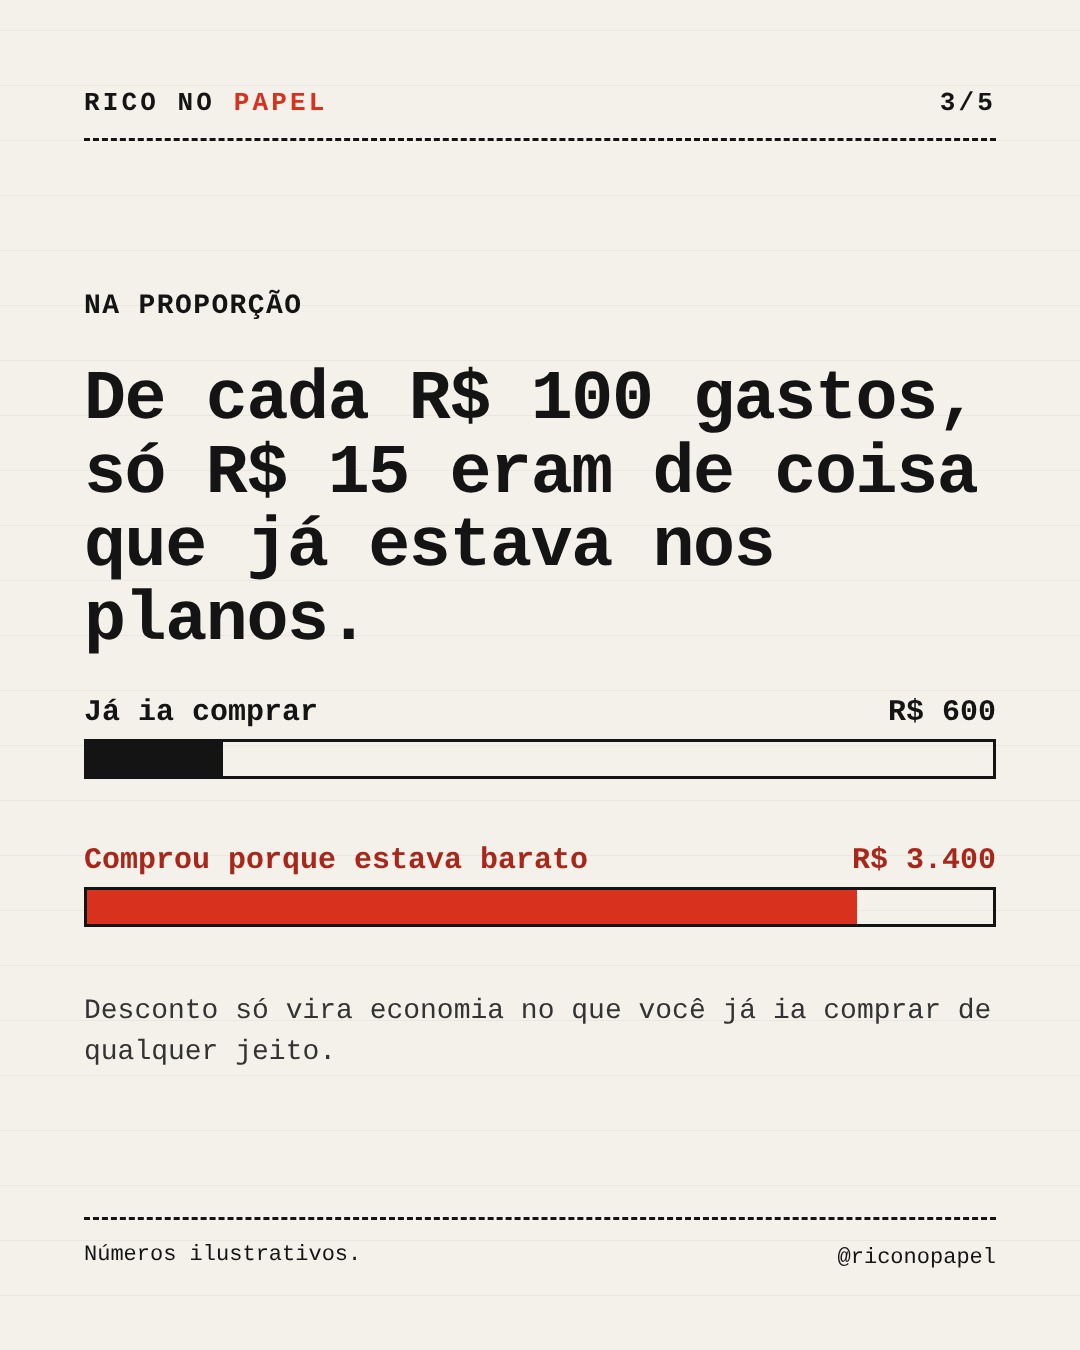 RICO NO PAPEL 3/5
NA PROPORÇÃO
De cada R$ 100 gastos,
só R$ 15 eram de coisa
que já estava nos
planos.
Já ia comprar R$ 600
Comprou porque estava barato R$ 3.400
Desconto só vira economia no que você já ia comprar de
qualquer jeito.
Números ilustrativos. @riconopapel